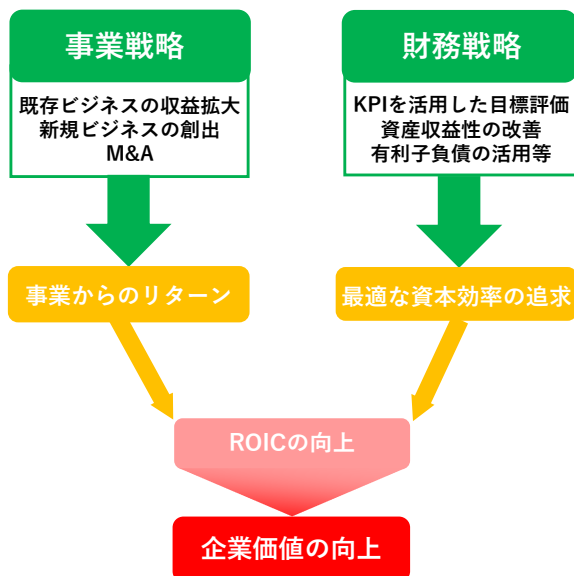 事業戦略
既存ビジネスの収益拡大
新規ビジネスの創出
M&A
財務戦略
KPIを活用した目標評価
資産収益性の改善
有利子負債の活用等
事業からのリターン
最適な資本効率の追求
ROICの向上
企業価値の向上